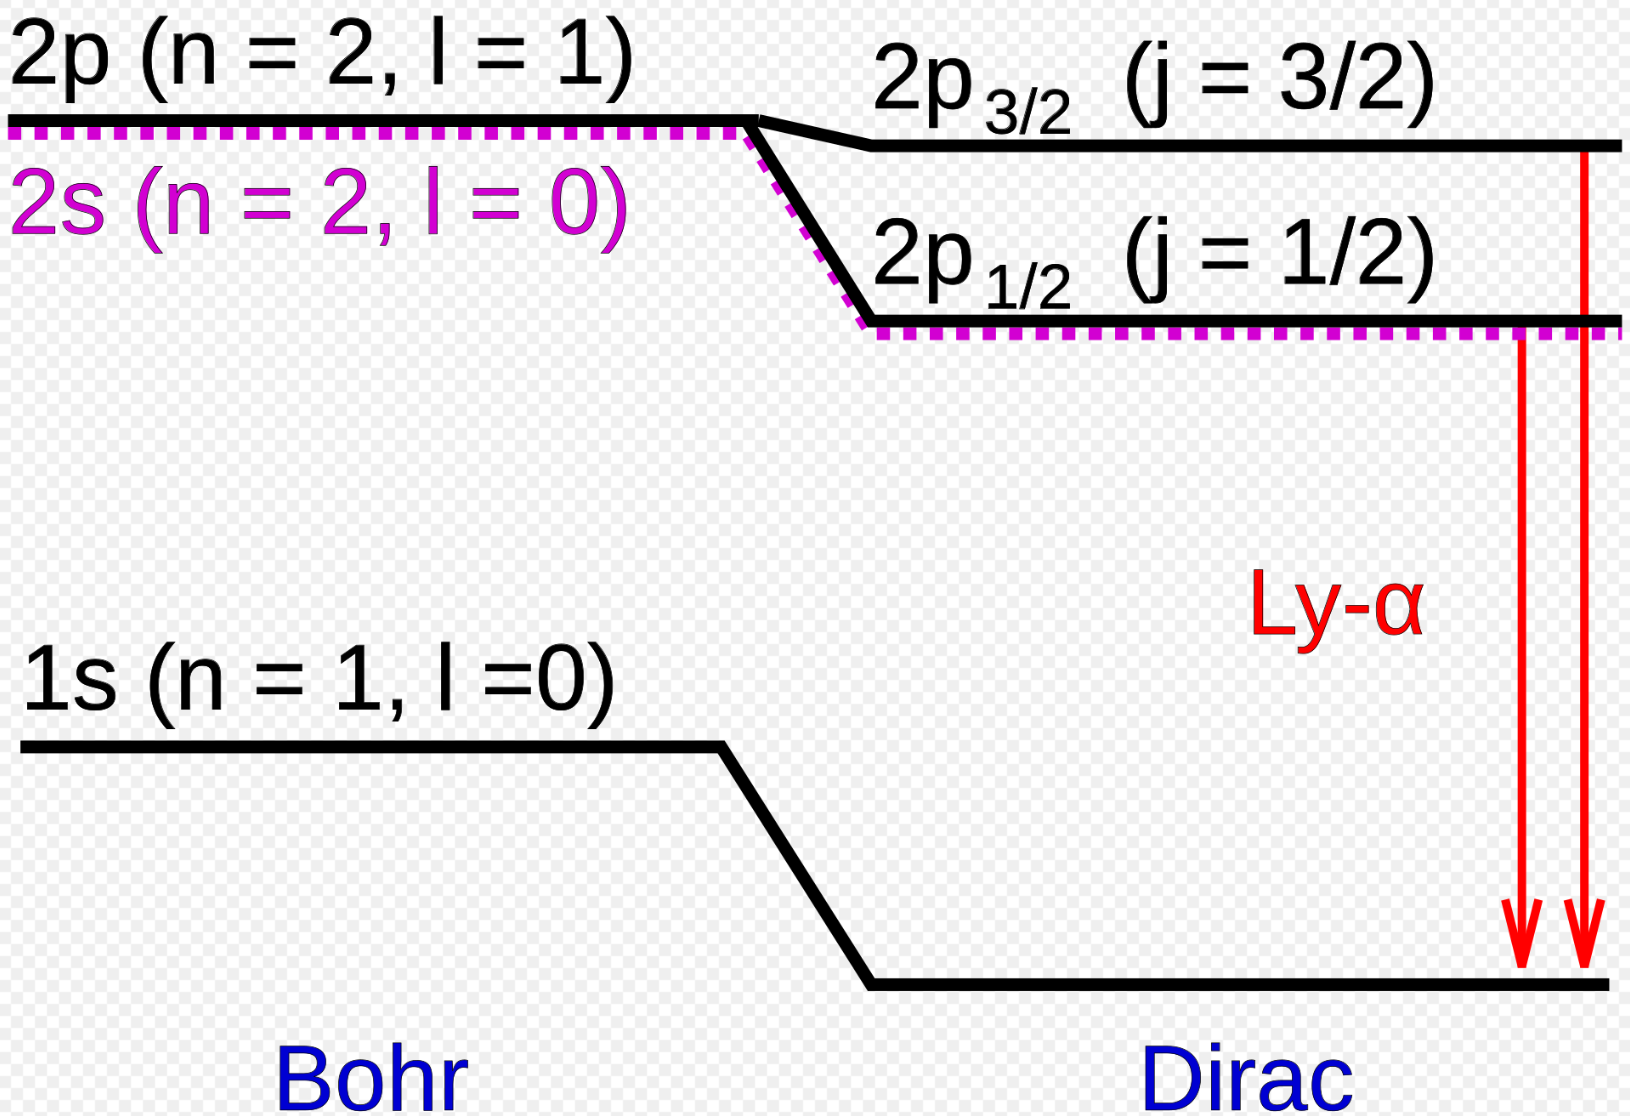 2p (n = 2, l = 1)
2s (n = 2, l = 0)
2p 3/2 (j = 3/2)
2p 1/2 (j = 1/2)
Ly-α
1s (n = 1, l =0)
Bohr
Dirac